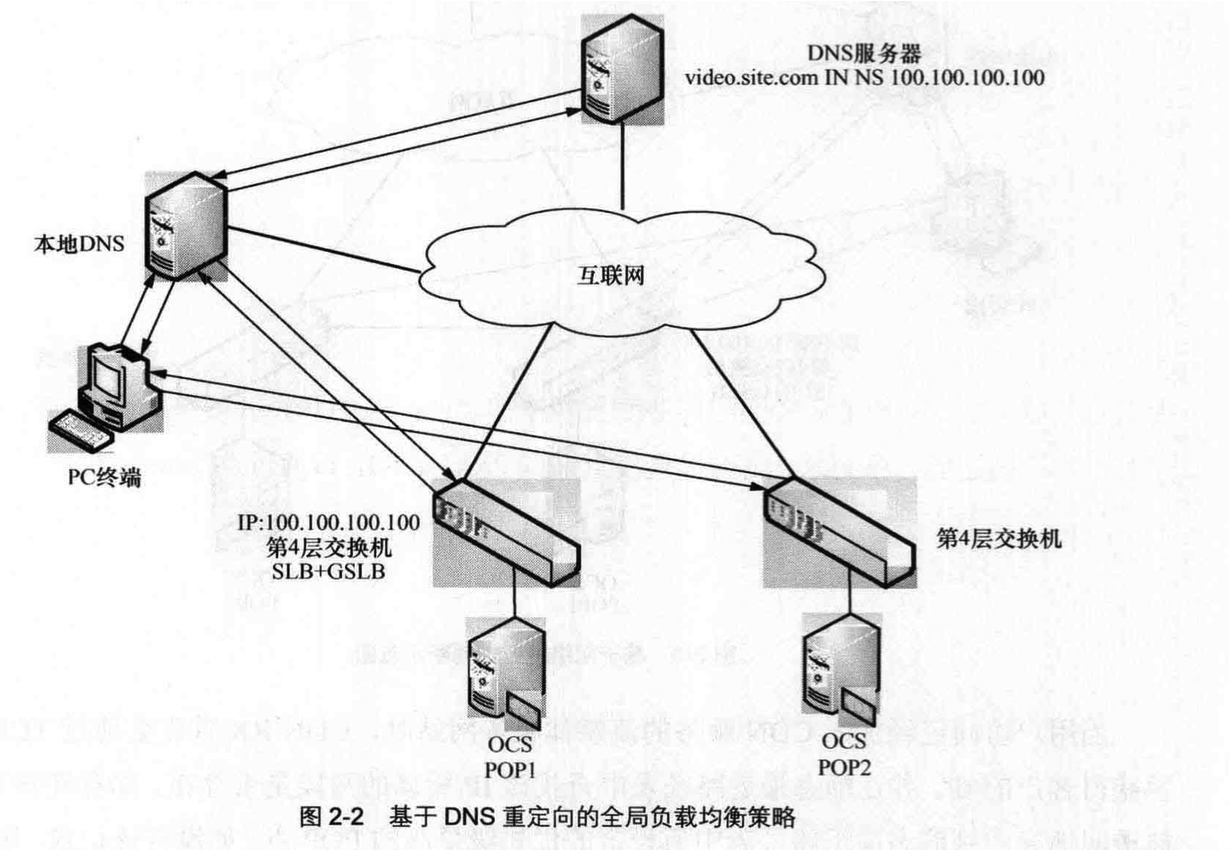 DNS服务器
video.site.com IN NS 100.100.100.100
本地DNS
互联网
PC终端
IP:100.100.100.100
第4层交换机
SLB+GSLB
第4层交换机
OCS
POP1
OCS
POP2
图 2-2 基于 DNS 重定向的全局负载均衡策略